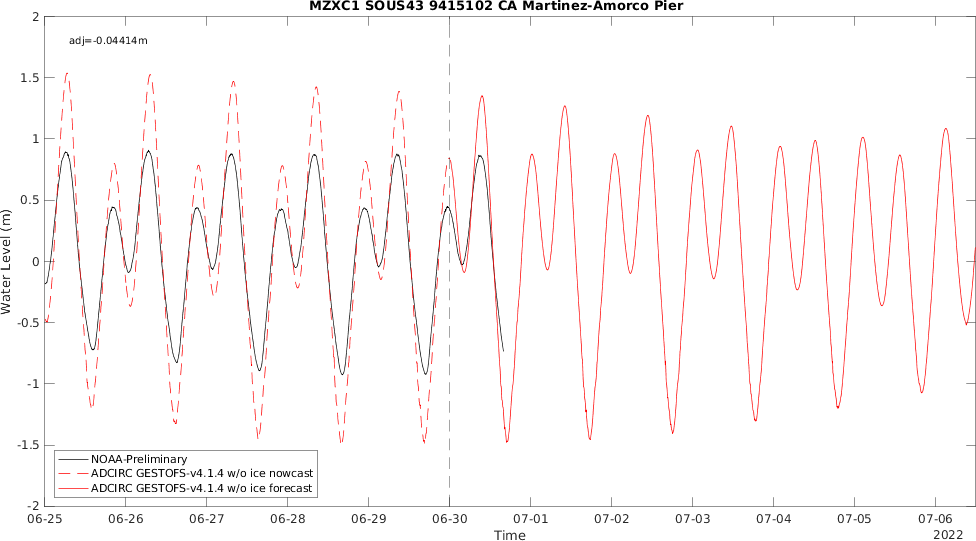 MZXC1 SOUS43 9415102 CA Martinez-Amorco Pier
adj=-0.04414m
2
1.5
1
0.5
0
-0.5
-1
-1.5
-2
Water Level (m)
NOAA-Preliminary
ADCIRC GESTOFS-v4.1.4 w/o ice nowcast
ADCIRC GESTOFS-v4.1.4 w/o ice forecast
06-25 06-26 06-27 06-28 06-29 06-30 07-01 07-02 07-03 07-04 07-05 07-06
Time
2022